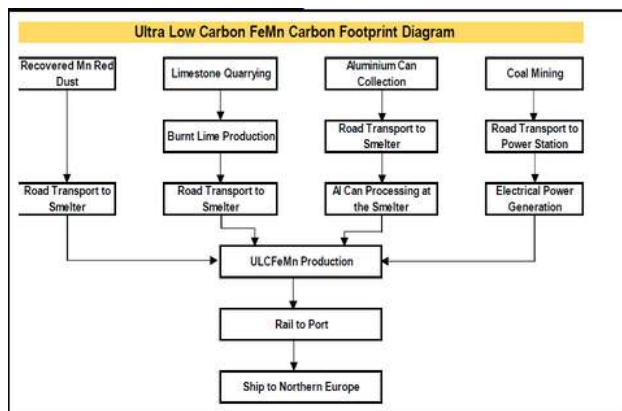 Ultra Low Carbon FeMn Carbon Footprint Diagram
Recovered Mn Red
Dust
Limestone Quarrying
Aluminium Can
Collection
Coal Mining
Burnt Lime Production
Road Transport to
Smelter
Road Transport to
Power Station
Road Transport to
Smelter
Road Transport to
Smelter
Al Can Processing at
the Smelter
Electrical Power
Generation
ULCFeMn Production
Rail to Port
Ship to Northern Europe